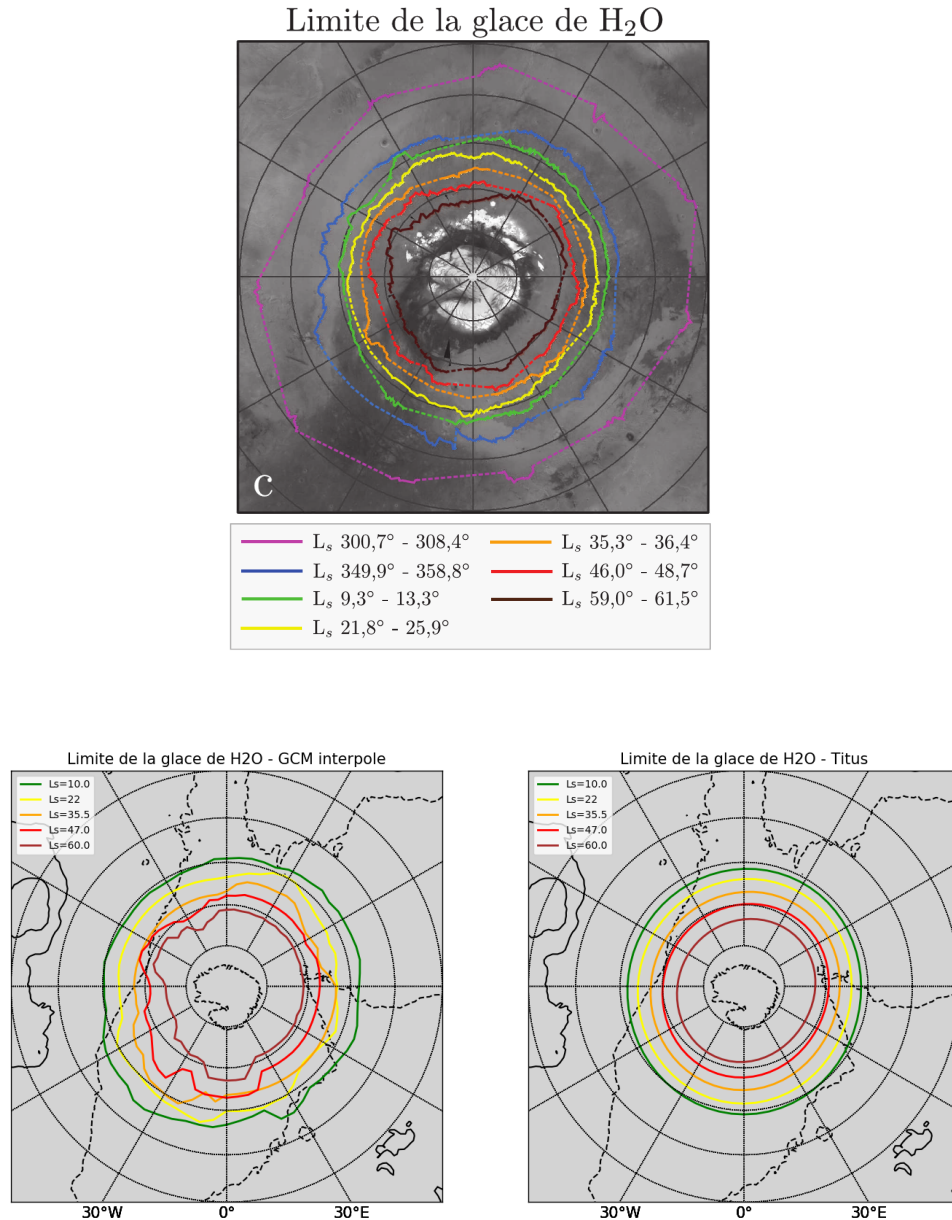 Limite de la glace de H₂O
c
Lₛ 300,7° - 308,4°
Lₛ 349,9° - 358,8°
Lₛ 9,3° - 13,3°
Lₛ 21,8° - 25,9°
Lₛ 35,3° - 36,4°
Lₛ 46,0° - 48,7°
Lₛ 59,0° - 61,5°
Limite de la glace de H2O - GCM interpole
Ls=10.0
Ls=22
Ls=35.5
Ls=47.0
Ls=60.0
30°W 0° 30°E
Limite de la glace de H2O - Titus
Ls=10.0
Ls=22
Ls=35.5
Ls=47.0
Ls=60.0
30°W 0° 30°E